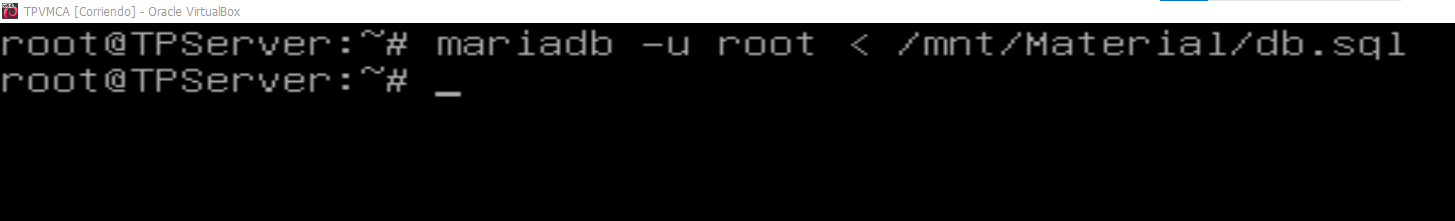 TPVMCA [Corriendo] - Oracle VirtualBox
root@TPServer:~# mariadb -u root < /mnt/Material/db.sql
root@TPServer:~# _